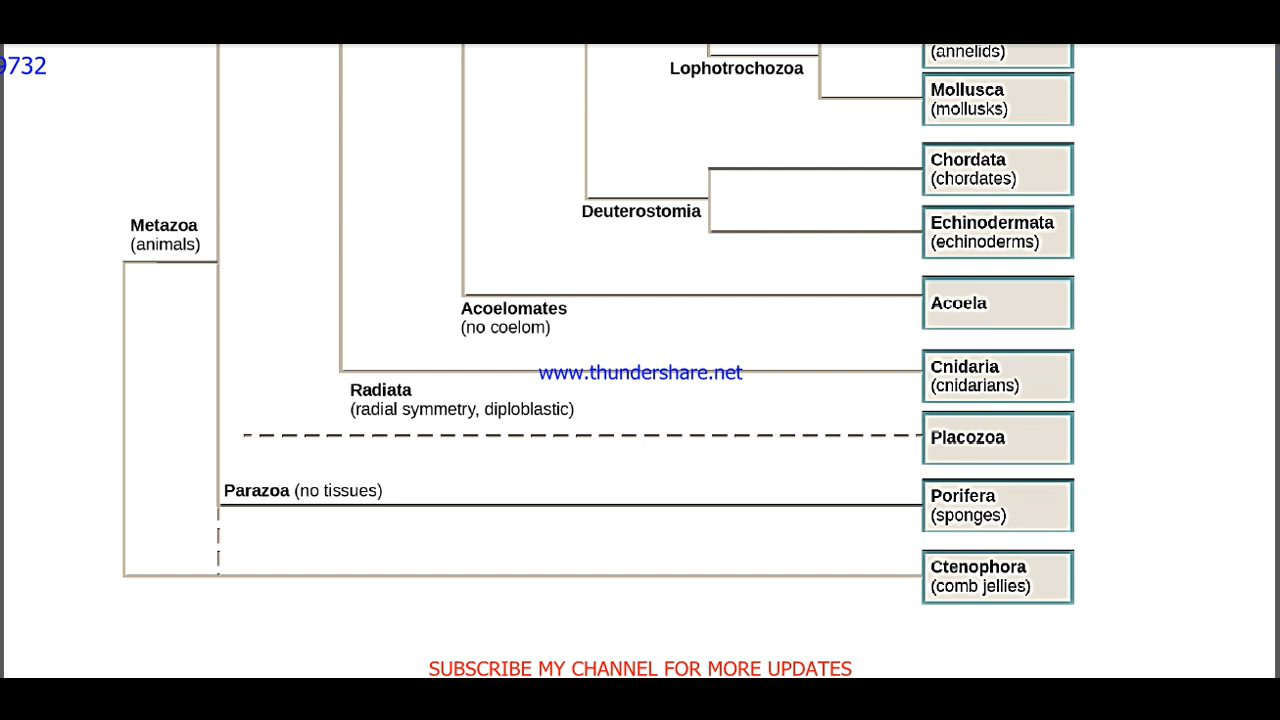 (annelids)
9732
Lophotrochozoa
Mollusca
(mollusks)
Chordata
(chordates)
Deuterostomia
Echinodermata
(echinoderms)
Metazoa
(animals)
Acoela
Acoelomates
(no coelom)
www.thundershare.net
Cnidaria
(cnidarians)
Radiata
(radial symmetry, diploblastic)
Placozoa
Parazoa (no tissues)
Porifera
(sponges)
Ctenophora
(comb jellies)
SUBSCRIBE MY CHANNEL FOR MORE UPDATES